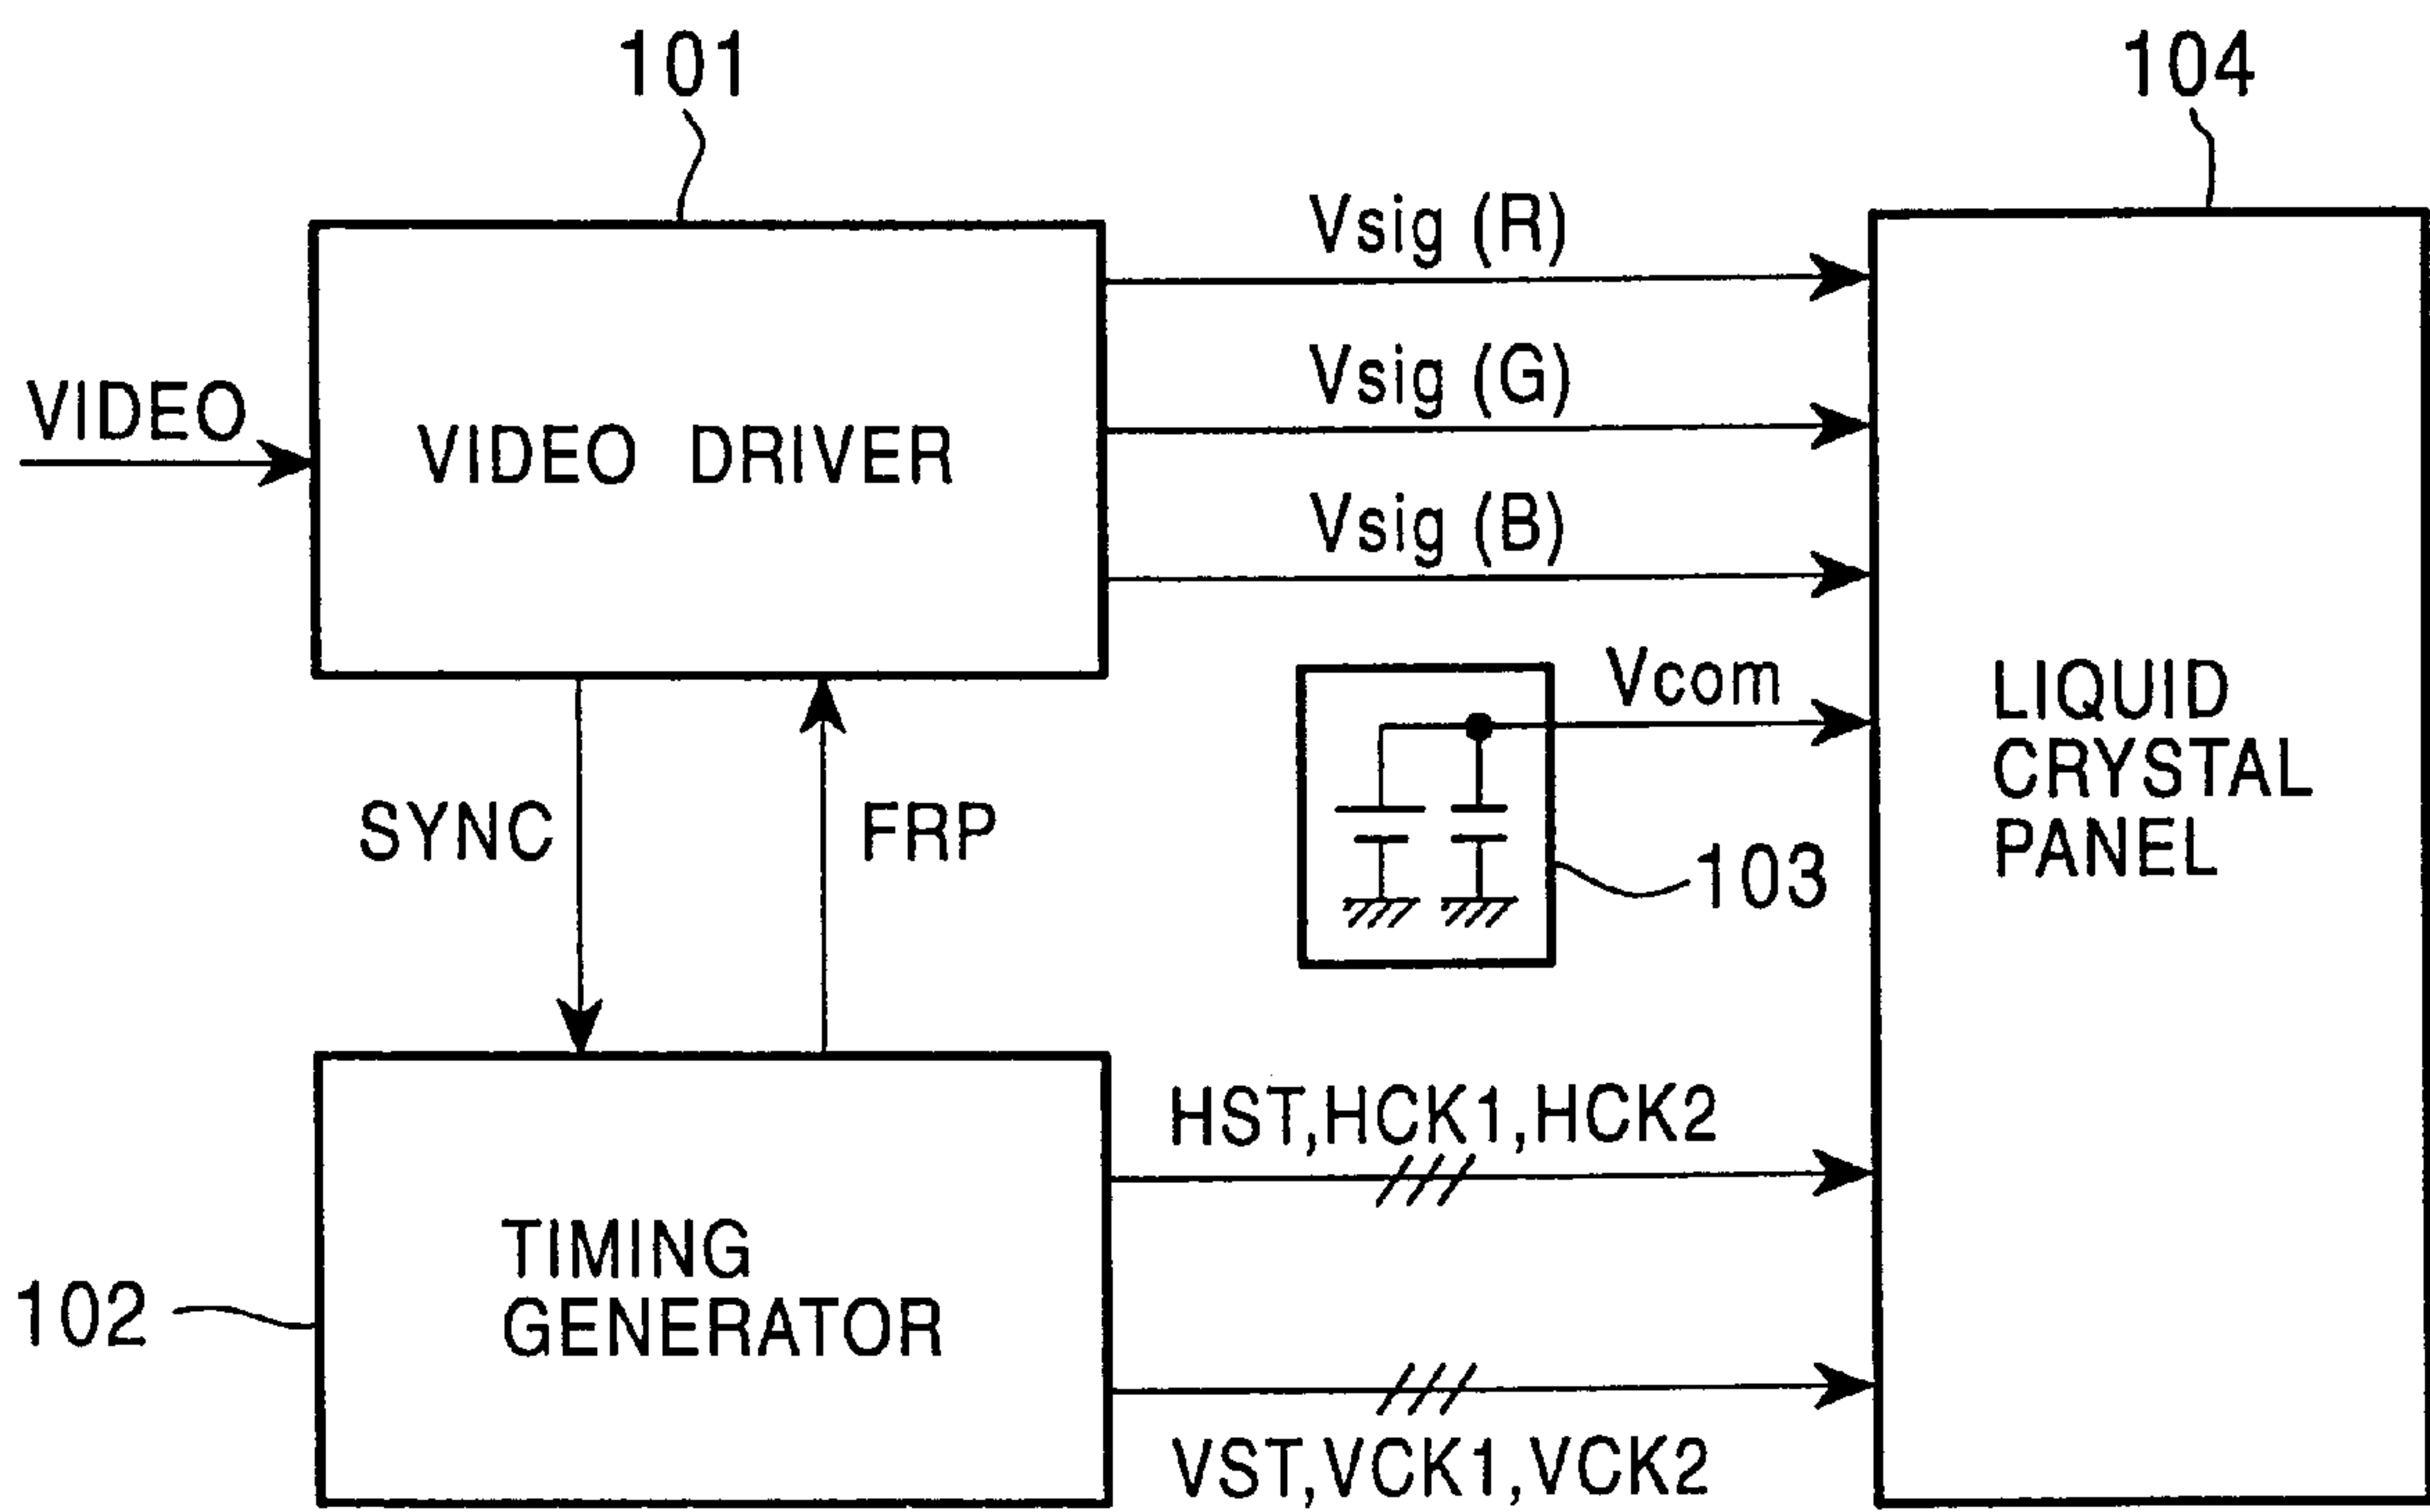 101
104
Vsig (R)
Vsig (G)
VIDEO
VIDEO DRIVER
Vsig (B)
Vcom
LIQUID
CRYSTAL
PANEL
SYNC
FRP
103
HST,HCK1,HCK2
TIMING
GENERATOR
102
VST,VCK1,VCK2